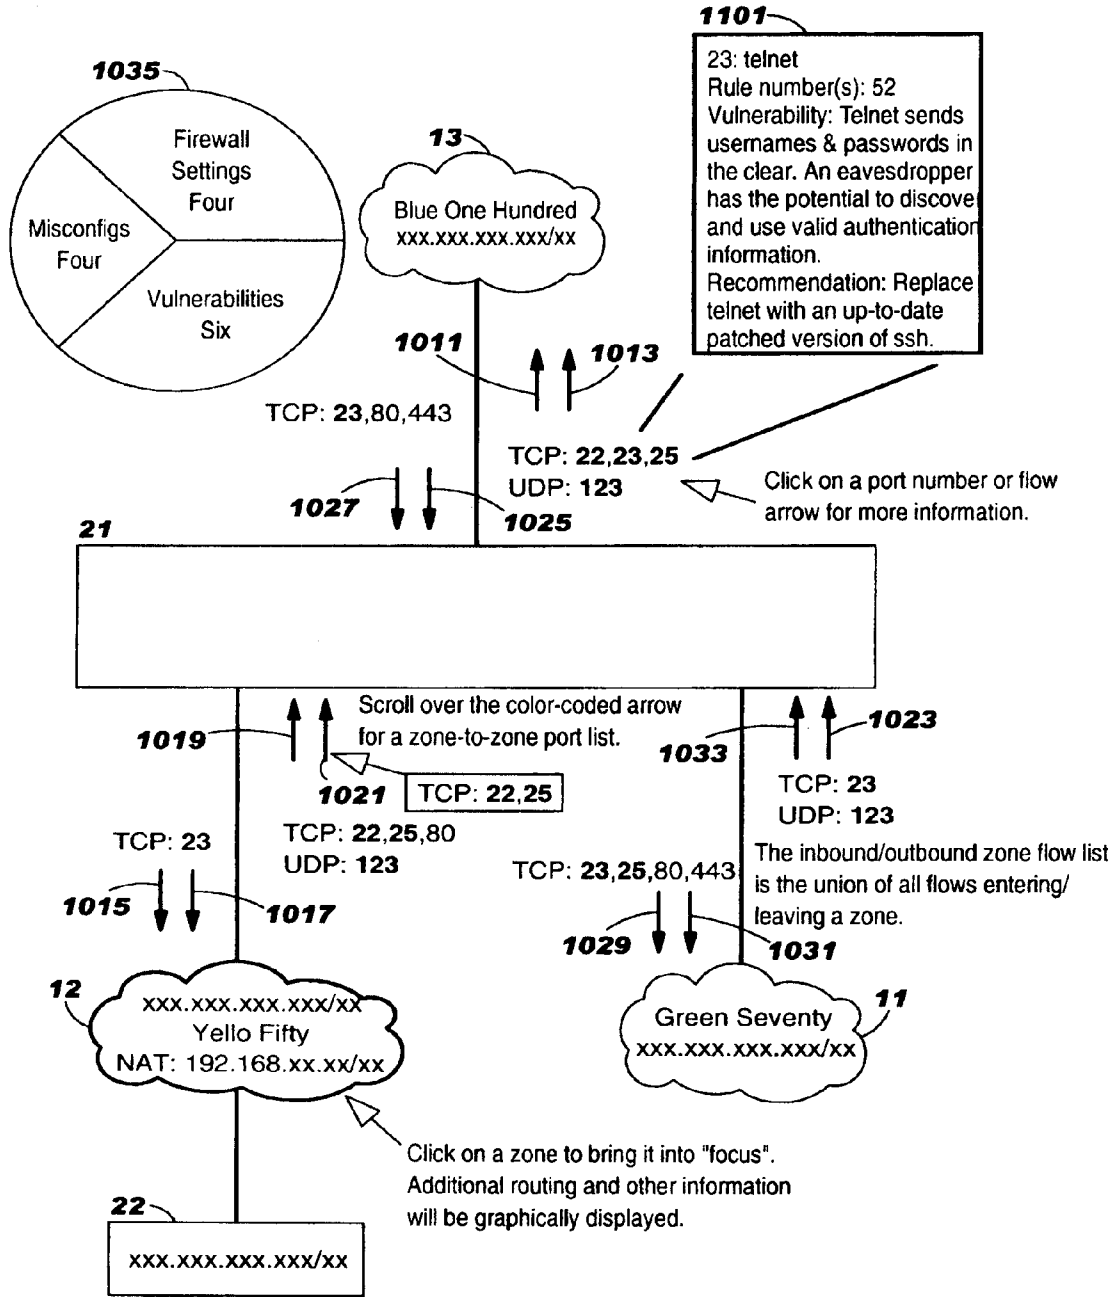 1101
23: telnet
Rule number(s): 52
Vulnerability: Telnet sends
usernames & passwords in
the clear. An eavesdropper
has the potential to discover
and use valid authentication
information.
Recommendation: Replace
telnet with an up-to-date
patched version of ssh.
1035
Firewall
Settings
Four
Misconfigs
Four
Vulnerabilities
Six
13
Blue One Hundred
xxx.xxx.xxx.xxx/xx
1011
1013
TCP: 23,80,443
TCP: 22,23,25
UDP: 123
1027
1025
Click on a port number or flow
arrow for more information.
21
1019
Scroll over the color-coded arrow
for a zone-to-zone port list.
1021
TCP: 22,25
1033
1023
TCP: 23
UDP: 123
TCP: 22,25,80
UDP: 123
TCP: 23
1015
1017
The inbound/outbound zone flow list
is the union of all flows entering/
leaving a zone.
TCP: 23,25,80,443
1029
1031
12
xxx.xxx.xxx.xxx/xx
Yello Fifty
NAT: 192.168.xx.xx/xx
11
Green Seventy
xxx.xxx.xxx.xxx/xx
Click on a zone to bring it into "focus".
Additional routing and other information
will be graphically displayed.
22
xxx.xxx.xxx.xxx/xx